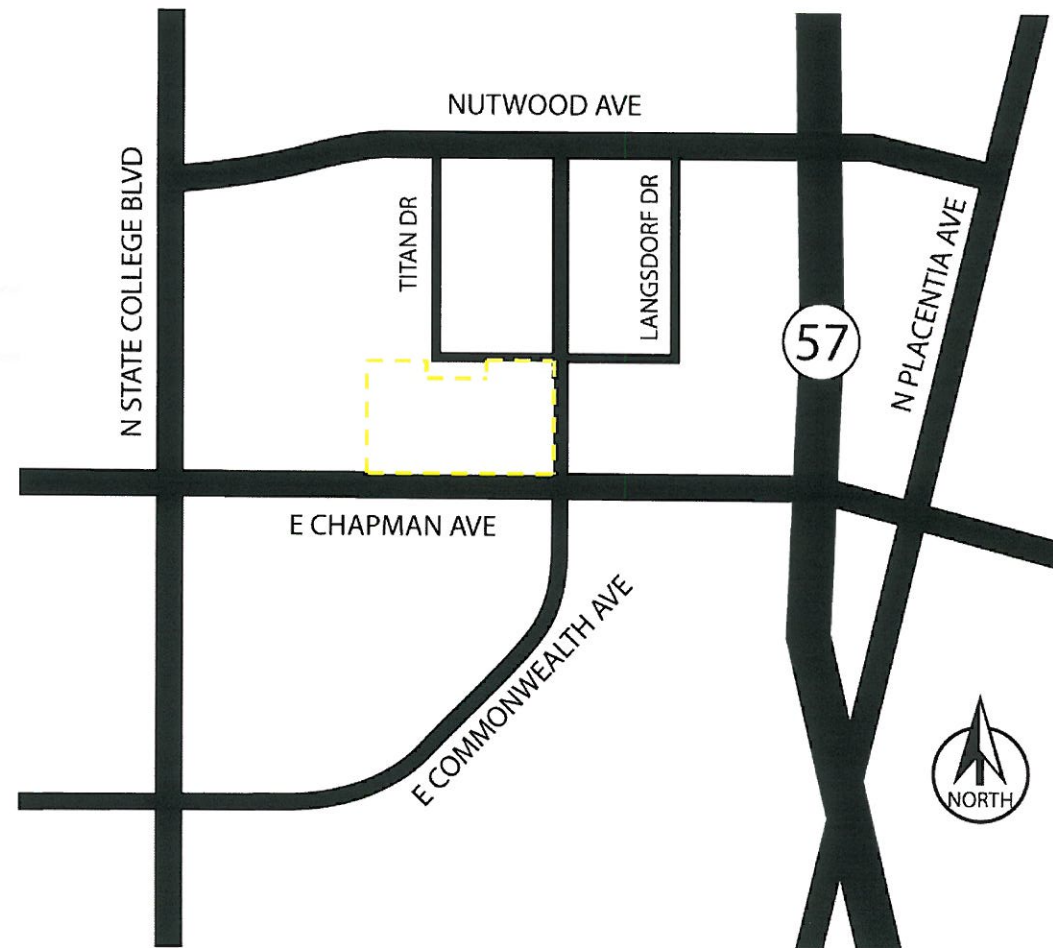 NUTWOOD AVE
N STATE COLLEGE BLVD
TITAN DR
LANGSDORF DR
N PLACENTIA AVE
57
E CHAPMAN AVE
E COMMONWEALTH AVE
NORTH